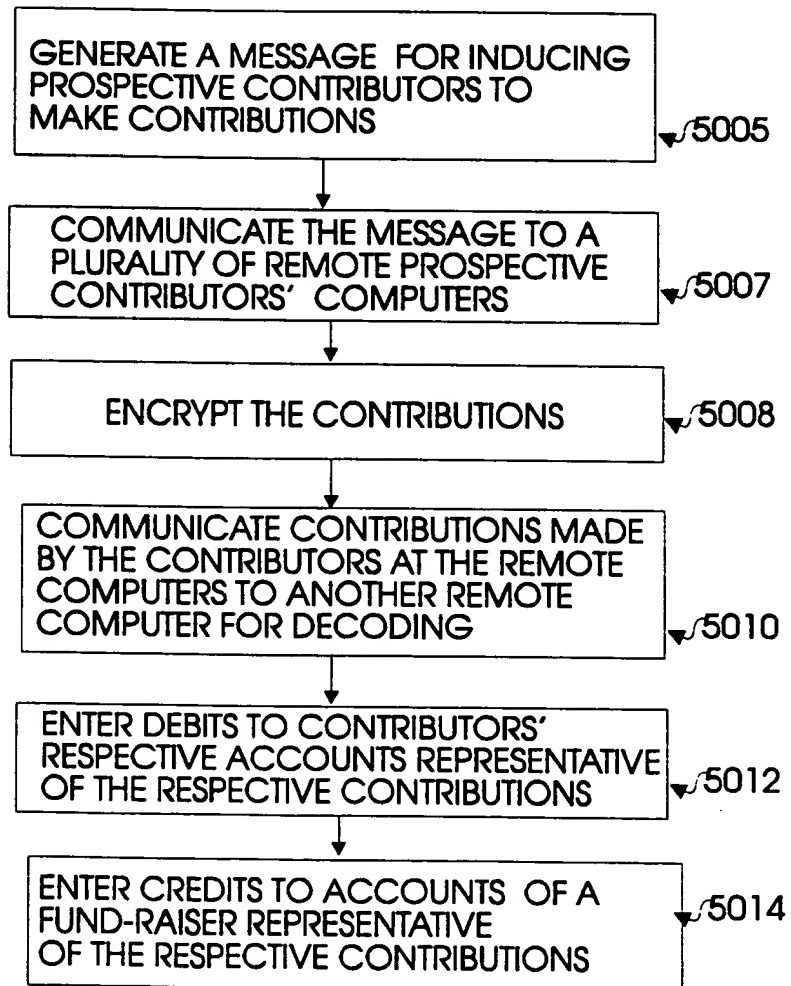 GENERATE A MESSAGE FOR INDUCING
PROSPECTIVE CONTRIBUTORS TO
MAKE CONTRIBUTIONS
5005
COMMUNICATE THE MESSAGE TO A
PLURALITY OF REMOTE PROSPECTIVE
CONTRIBUTORS' COMPUTERS
5007
ENCRYPT THE CONTRIBUTIONS
5008
COMMUNICATE CONTRIBUTIONS MADE
BY THE CONTRIBUTORS AT THE REMOTE
COMPUTERS TO ANOTHER REMOTE
COMPUTER FOR DECODING
5010
ENTER DEBITS TO CONTRIBUTORS'
RESPECTIVE ACCOUNTS REPRESENTATIVE
OF THE RESPECTIVE CONTRIBUTIONS
5012
ENTER CREDITS TO ACCOUNTS OF A
FUND-RAISER REPRESENTATIVE
OF THE RESPECTIVE CONTRIBUTIONS
5014